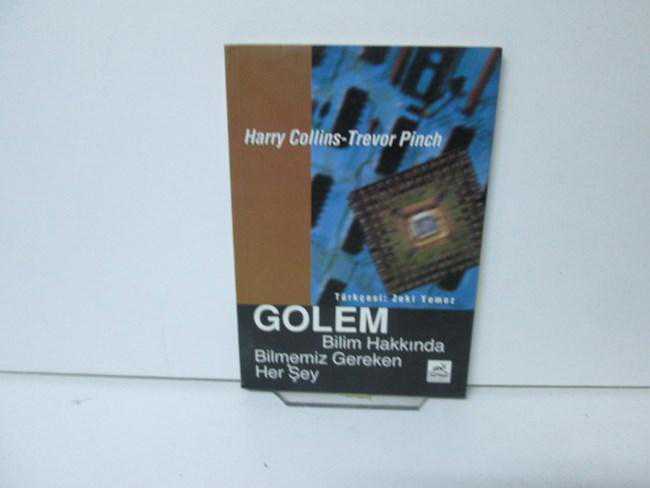 Harry Collins-Trevor Pinch
Türkçesi: Zeki Yemez
GOLEM
Bilim Hakkında
Bilmemiz Gereken
Her Şey